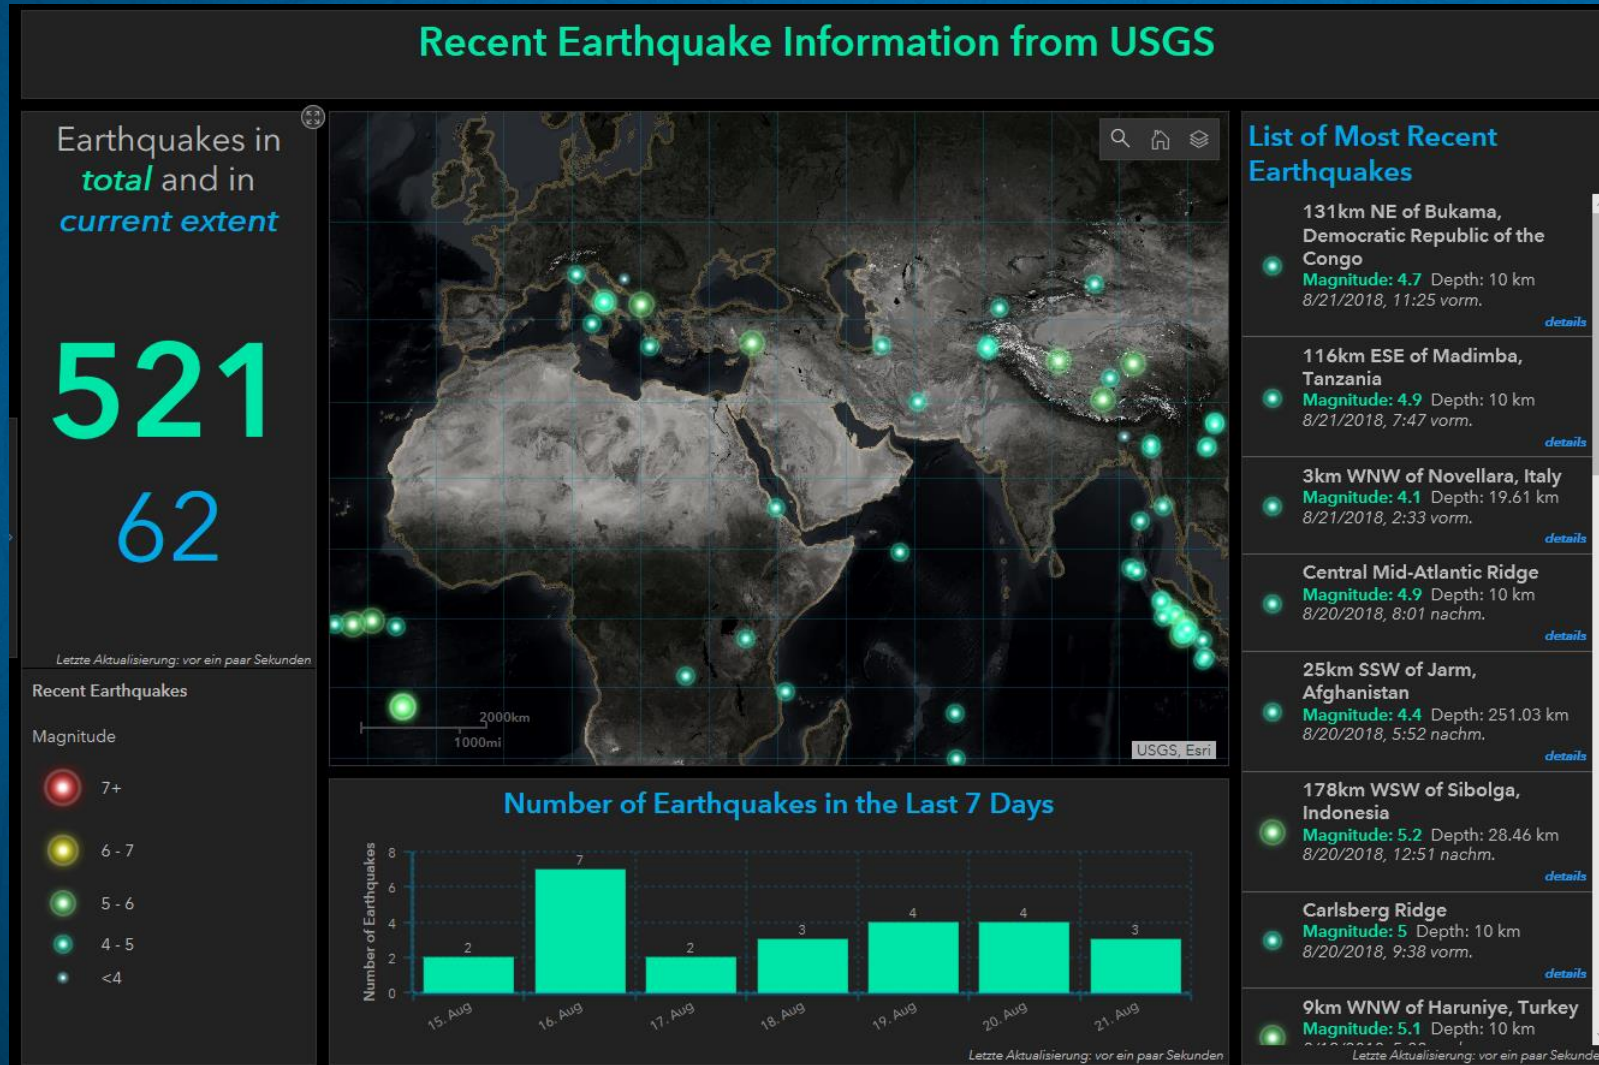 Recent Earthquake Information from USGS
Earthquakes in
total and in
current extent
521
62
Letzte Aktualisierung: vor ein paar Sekunden
Recent Earthquakes
Magnitude
7+
6 - 7
5 - 6
4 - 5
<4
2000km
1000mi
USGS, Esri
Number of Earthquakes in the Last 7 Days
Number of Earthquakes
8
6
4
2
0
2
7
2
3
4
4
3
15. Aug
16. Aug
17. Aug
18. Aug
19. Aug
20. Aug
21. Aug
Letzte Aktualisierung: vor ein paar Sekunden
List of Most Recent
Earthquakes
131km NE of Bukama,
Democratic Republic of the
Congo
Magnitude: 4.7 Depth: 10 km
8/21/2018, 11:25 vorm.
details
116km ESE of Madimba,
Tanzania
Magnitude: 4.9 Depth: 10 km
8/21/2018, 7:47 vorm.
details
3km WNW of Novellara, Italy
Magnitude: 4.1 Depth: 19.61 km
8/21/2018, 2:33 vorm.
details
Central Mid-Atlantic Ridge
Magnitude: 4.9 Depth: 10 km
8/20/2018, 8:01 nachm.
details
25km SSW of Jarm,
Afghanistan
Magnitude: 4.4 Depth: 251.03 km
8/20/2018, 5:52 nachm.
details
178km WSW of Sibolga,
Indonesia
Magnitude: 5.2 Depth: 28.46 km
8/20/2018, 12:51 nachm.
details
Carlsberg Ridge
Magnitude: 5 Depth: 10 km
8/20/2018, 9:38 vorm.
details
9km WNW of Haruniye, Turkey
Magnitude: 5.1 Depth: 10 km
Letzte Aktualisierung: vor ein paar Sekunde